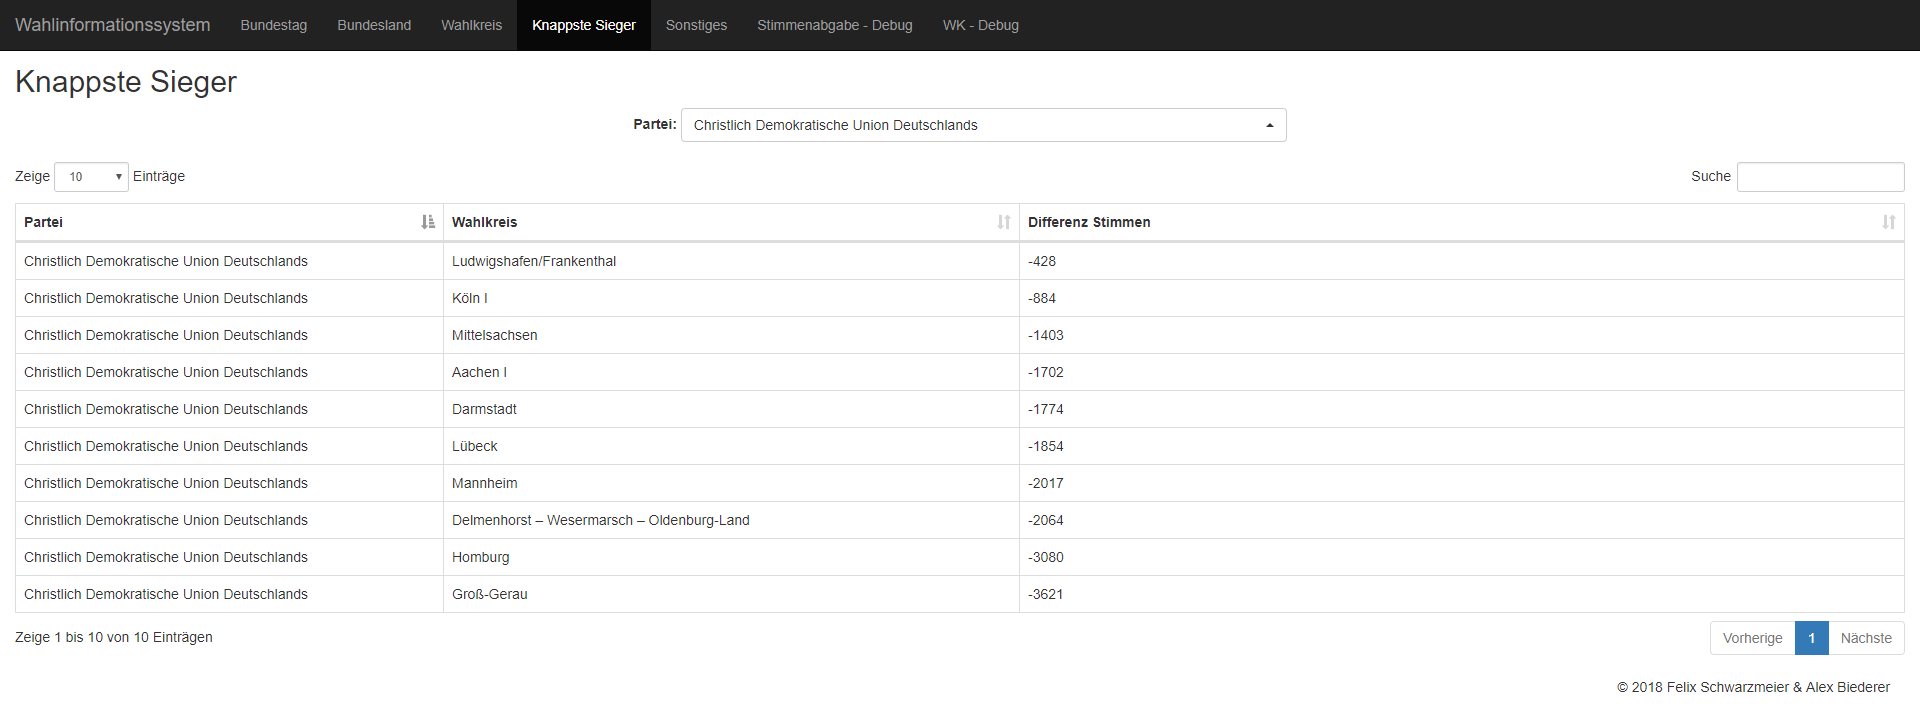 Wahlinformationssystem Bundestag Bundesland Wahlkreis Knappste Sieger Sonstiges Stimmenabgabe - Debug WK - Debug
Knappste Sieger
Partei: Christlich Demokratische Union Deutschlands
Zeige 10 Einträge Suche
Partei Wahlkreis Differenz Stimmen
Christlich Demokratische Union Deutschlands Ludwigshafen/Frankenthal -428
Christlich Demokratische Union Deutschlands Köln I -884
Christlich Demokratische Union Deutschlands Mittelsachsen -1403
Christlich Demokratische Union Deutschlands Aachen I -1702
Christlich Demokratische Union Deutschlands Darmstadt -1774
Christlich Demokratische Union Deutschlands Lübeck -1854
Christlich Demokratische Union Deutschlands Mannheim -2017
Christlich Demokratische Union Deutschlands Delmenhorst – Wesermarsch – Oldenburg-Land -2064
Christlich Demokratische Union Deutschlands Homburg -3080
Christlich Demokratische Union Deutschlands Groß-Gerau -3621
Zeige 1 bis 10 von 10 Einträgen Vorherige 1 Nächste
© 2018 Felix Schwarzmeier & Alex Biederer